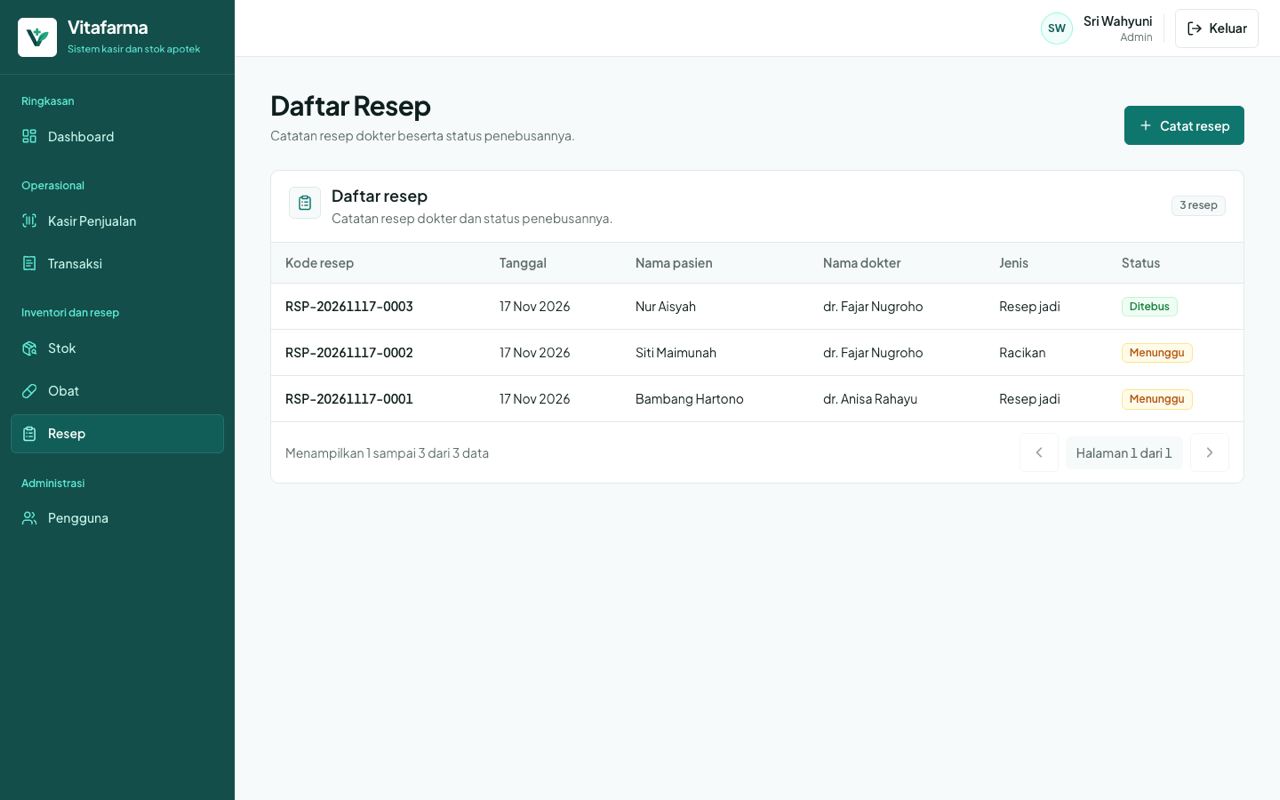 Vitafarma
Sistem kasir dan stok apotek
Ringkasan
Dashboard
Operasional
Kasir Penjualan
Transaksi
Inventori dan resep
Stok
Obat
Resep
Administrasi
Pengguna
SW
Sri Wahyuni
Admin
Keluar
Daftar Resep
Catatan resep dokter beserta status penebusannya.
Catat resep
Daftar resep
Catatan resep dokter dan status penebusannya.
3 resep
Kode resep Tanggal Nama pasien Nama dokter Jenis Status
RSP-20261117-0003 17 Nov 2026 Nur Aisyah dr. Fajar Nugroho Resep jadi Ditebus
RSP-20261117-0002 17 Nov 2026 Siti Maimunah dr. Fajar Nugroho Racikan Menunggu
RSP-20261117-0001 17 Nov 2026 Bambang Hartono dr. Anisa Rahayu Resep jadi Menunggu
Menampilkan 1 sampai 3 dari 3 data
Halaman 1 dari 1